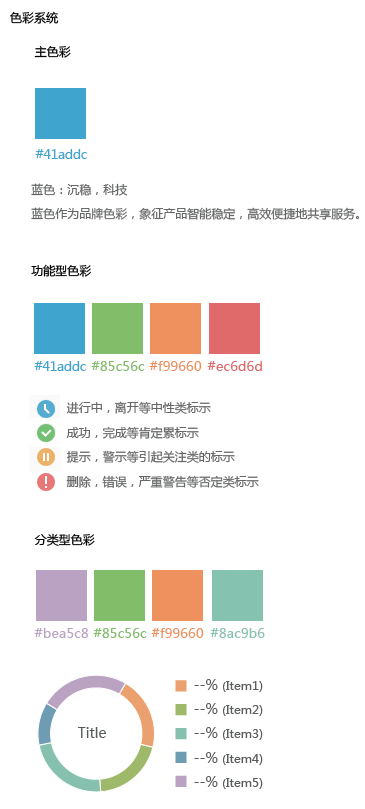 色彩系统
主色彩
#41addc
蓝色：沉稳，科技
蓝色作为品牌色彩，象征产品智能稳定，高效便捷地共享服务。
功能型色彩
#41addc #85c56c #f99660 #ec6d6d
进行中，离开等中性类标示
成功，完成等肯定累标示
提示，警示等引起关注类的标示
删除，错误，严重警告等否定类标示
分类型色彩
#bea5c8 #85c56c #f99660 #8ac9b6
Title
--% (Item1)
--% (Item2)
--% (Item3)
--% (Item4)
--% (Item5)